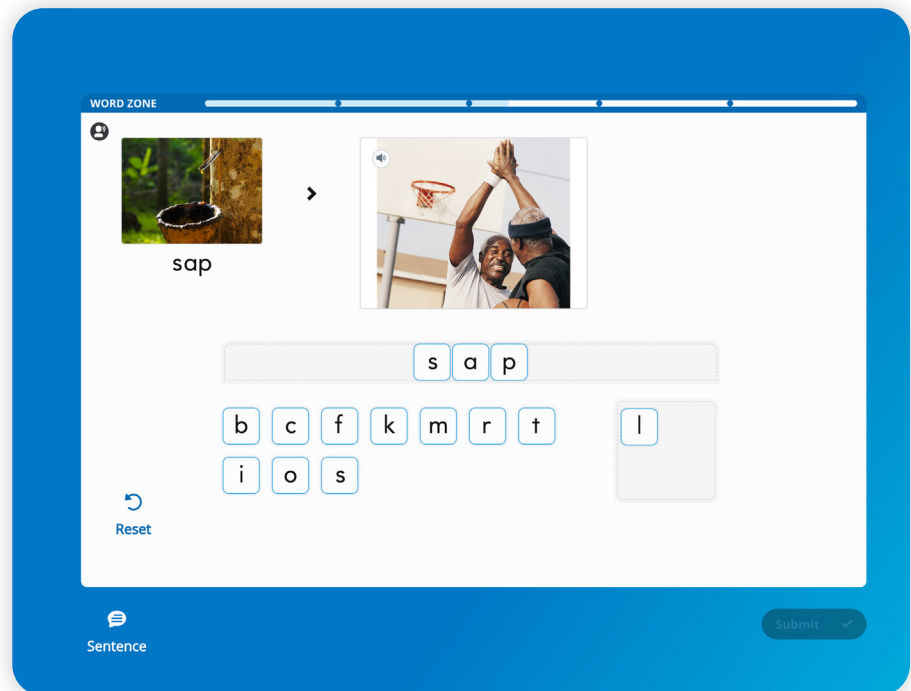 WORD ZONE
sap
s a p
b c f k m r t
l
i o s
Reset
Sentence
Submit